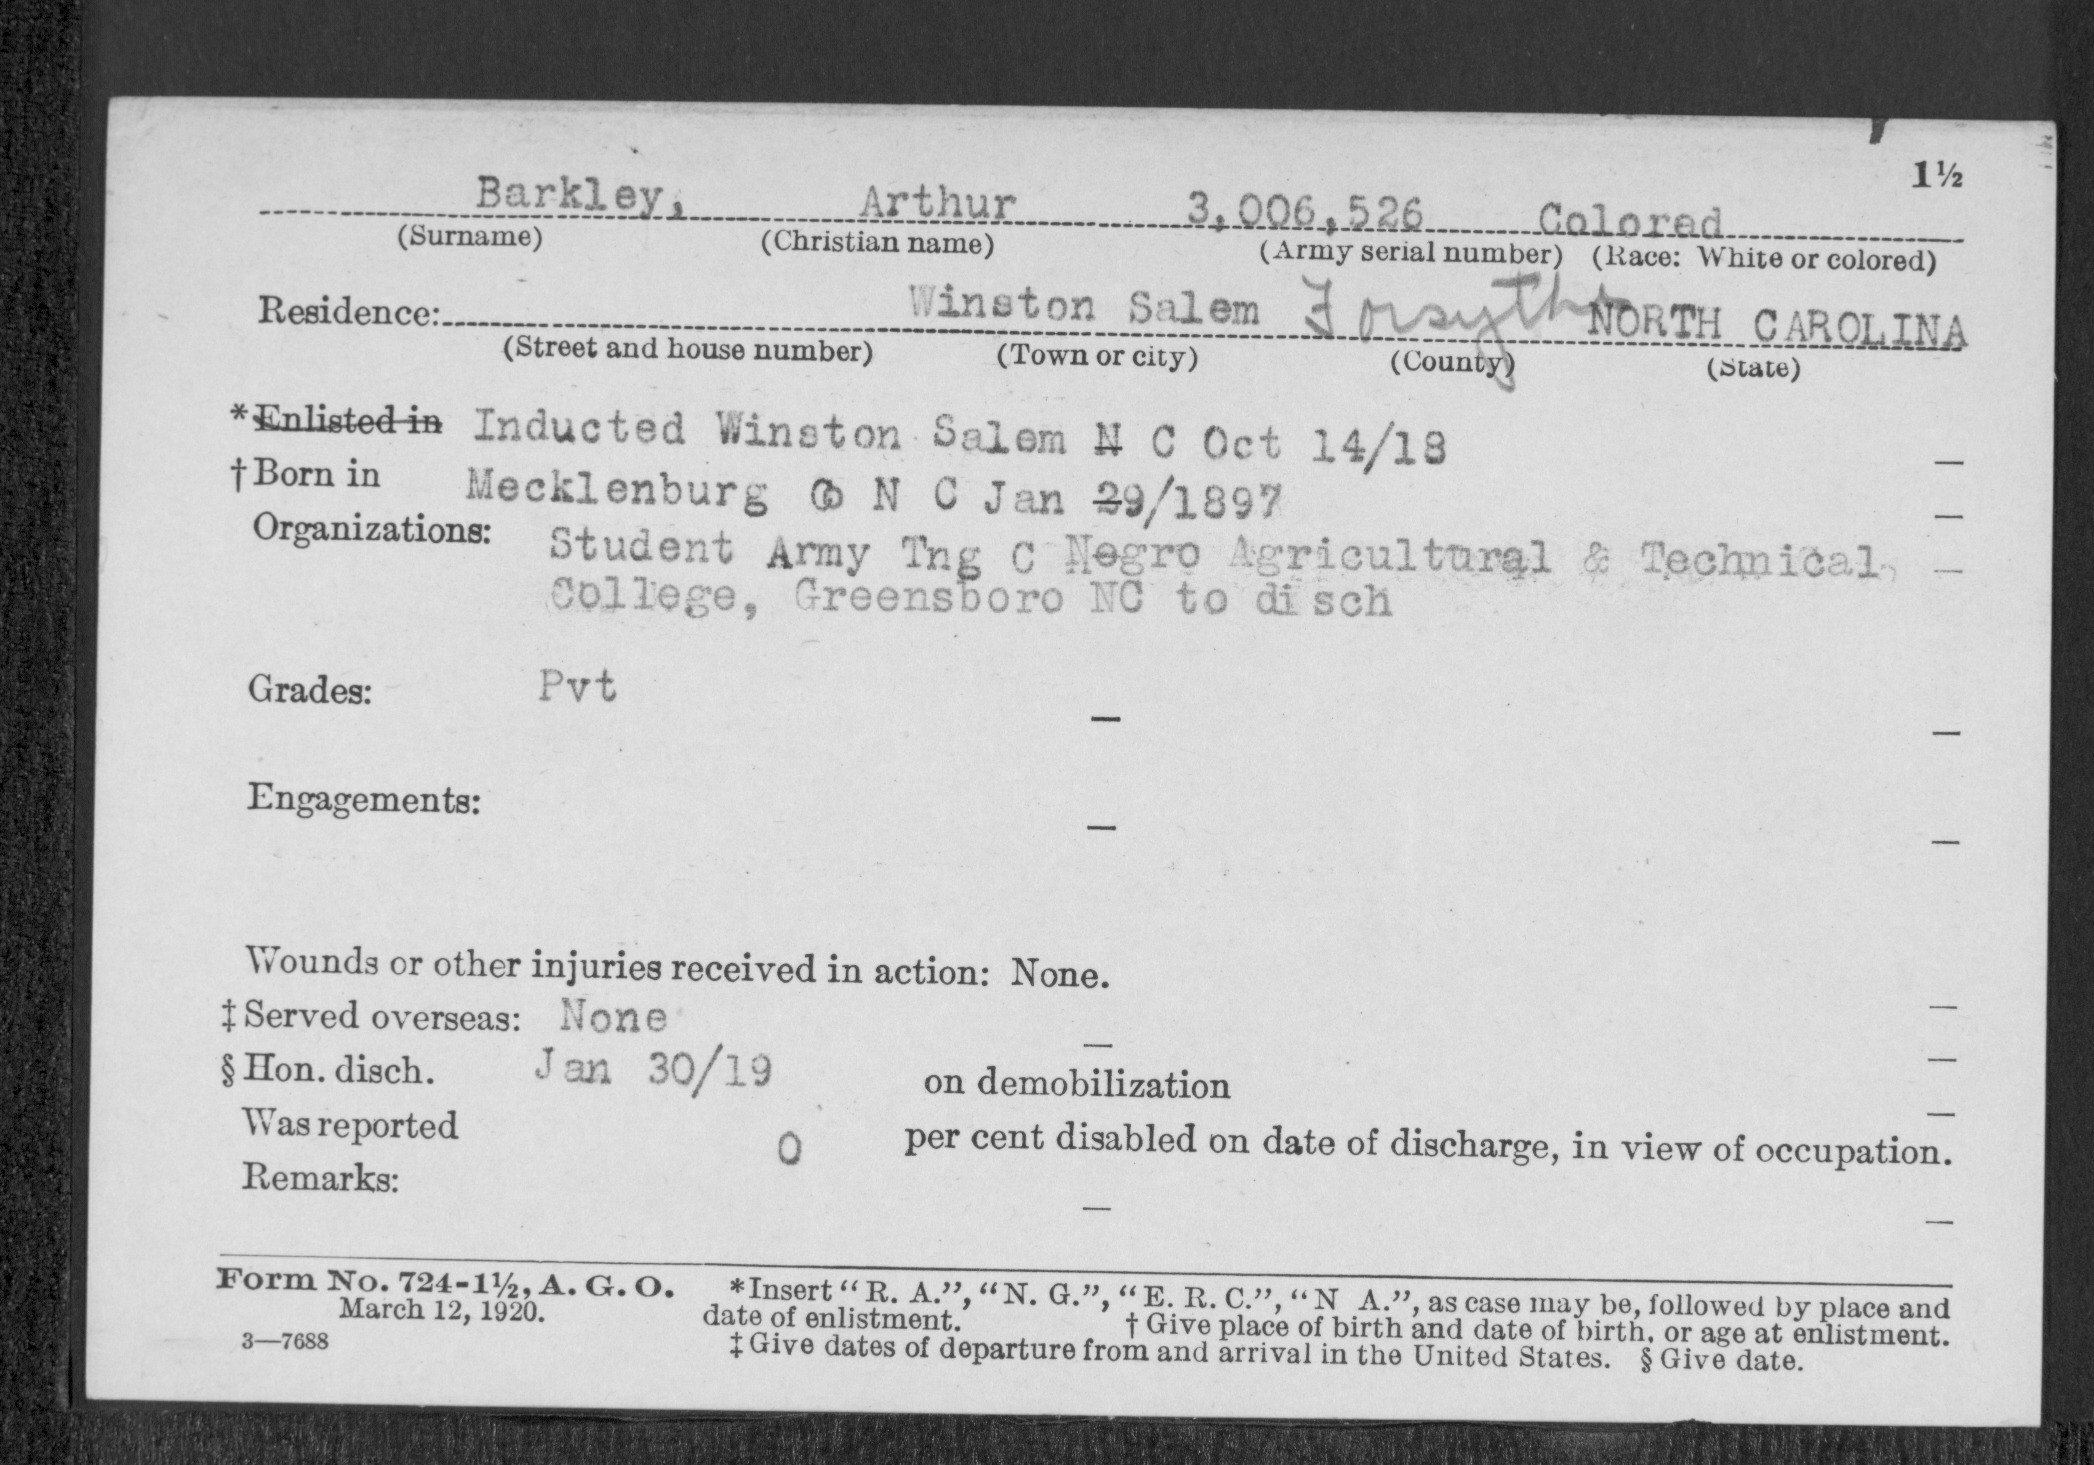 1½
Barkley, Arthur 3,006,526 Colored
(Surname) (Christian name) (Army serial number) (Race: White or colored)
Residence: Winston Salem Forsyth NORTH CAROLINA
(Street and house number) (Town or city) (County) (State)
*Enlisted in Inducted Winston Salem N C Oct 14/18
†Born in Mecklenburg Co N C Jan 29/1897
Organizations: Student Army Tng C Negro Agricultural & Technical
College, Greensboro NC to disch
Grades: Pvt
Engagements:
Wounds or other injuries received in action: None.
‡Served overseas: None
§Hon. disch. Jan 30/19 on demobilization
Was reported 0 per cent disabled on date of discharge, in view of occupation.
Remarks:
Form No. 724-1½, A. G. O. *Insert "R. A.", "N. G.", "E. R. C.", "N A.", as case may be, followed by place and
March 12, 1920. date of enlistment. †Give place of birth and date of birth, or age at enlistment.
3—7688 ‡Give dates of departure from and arrival in the United States. §Give date.